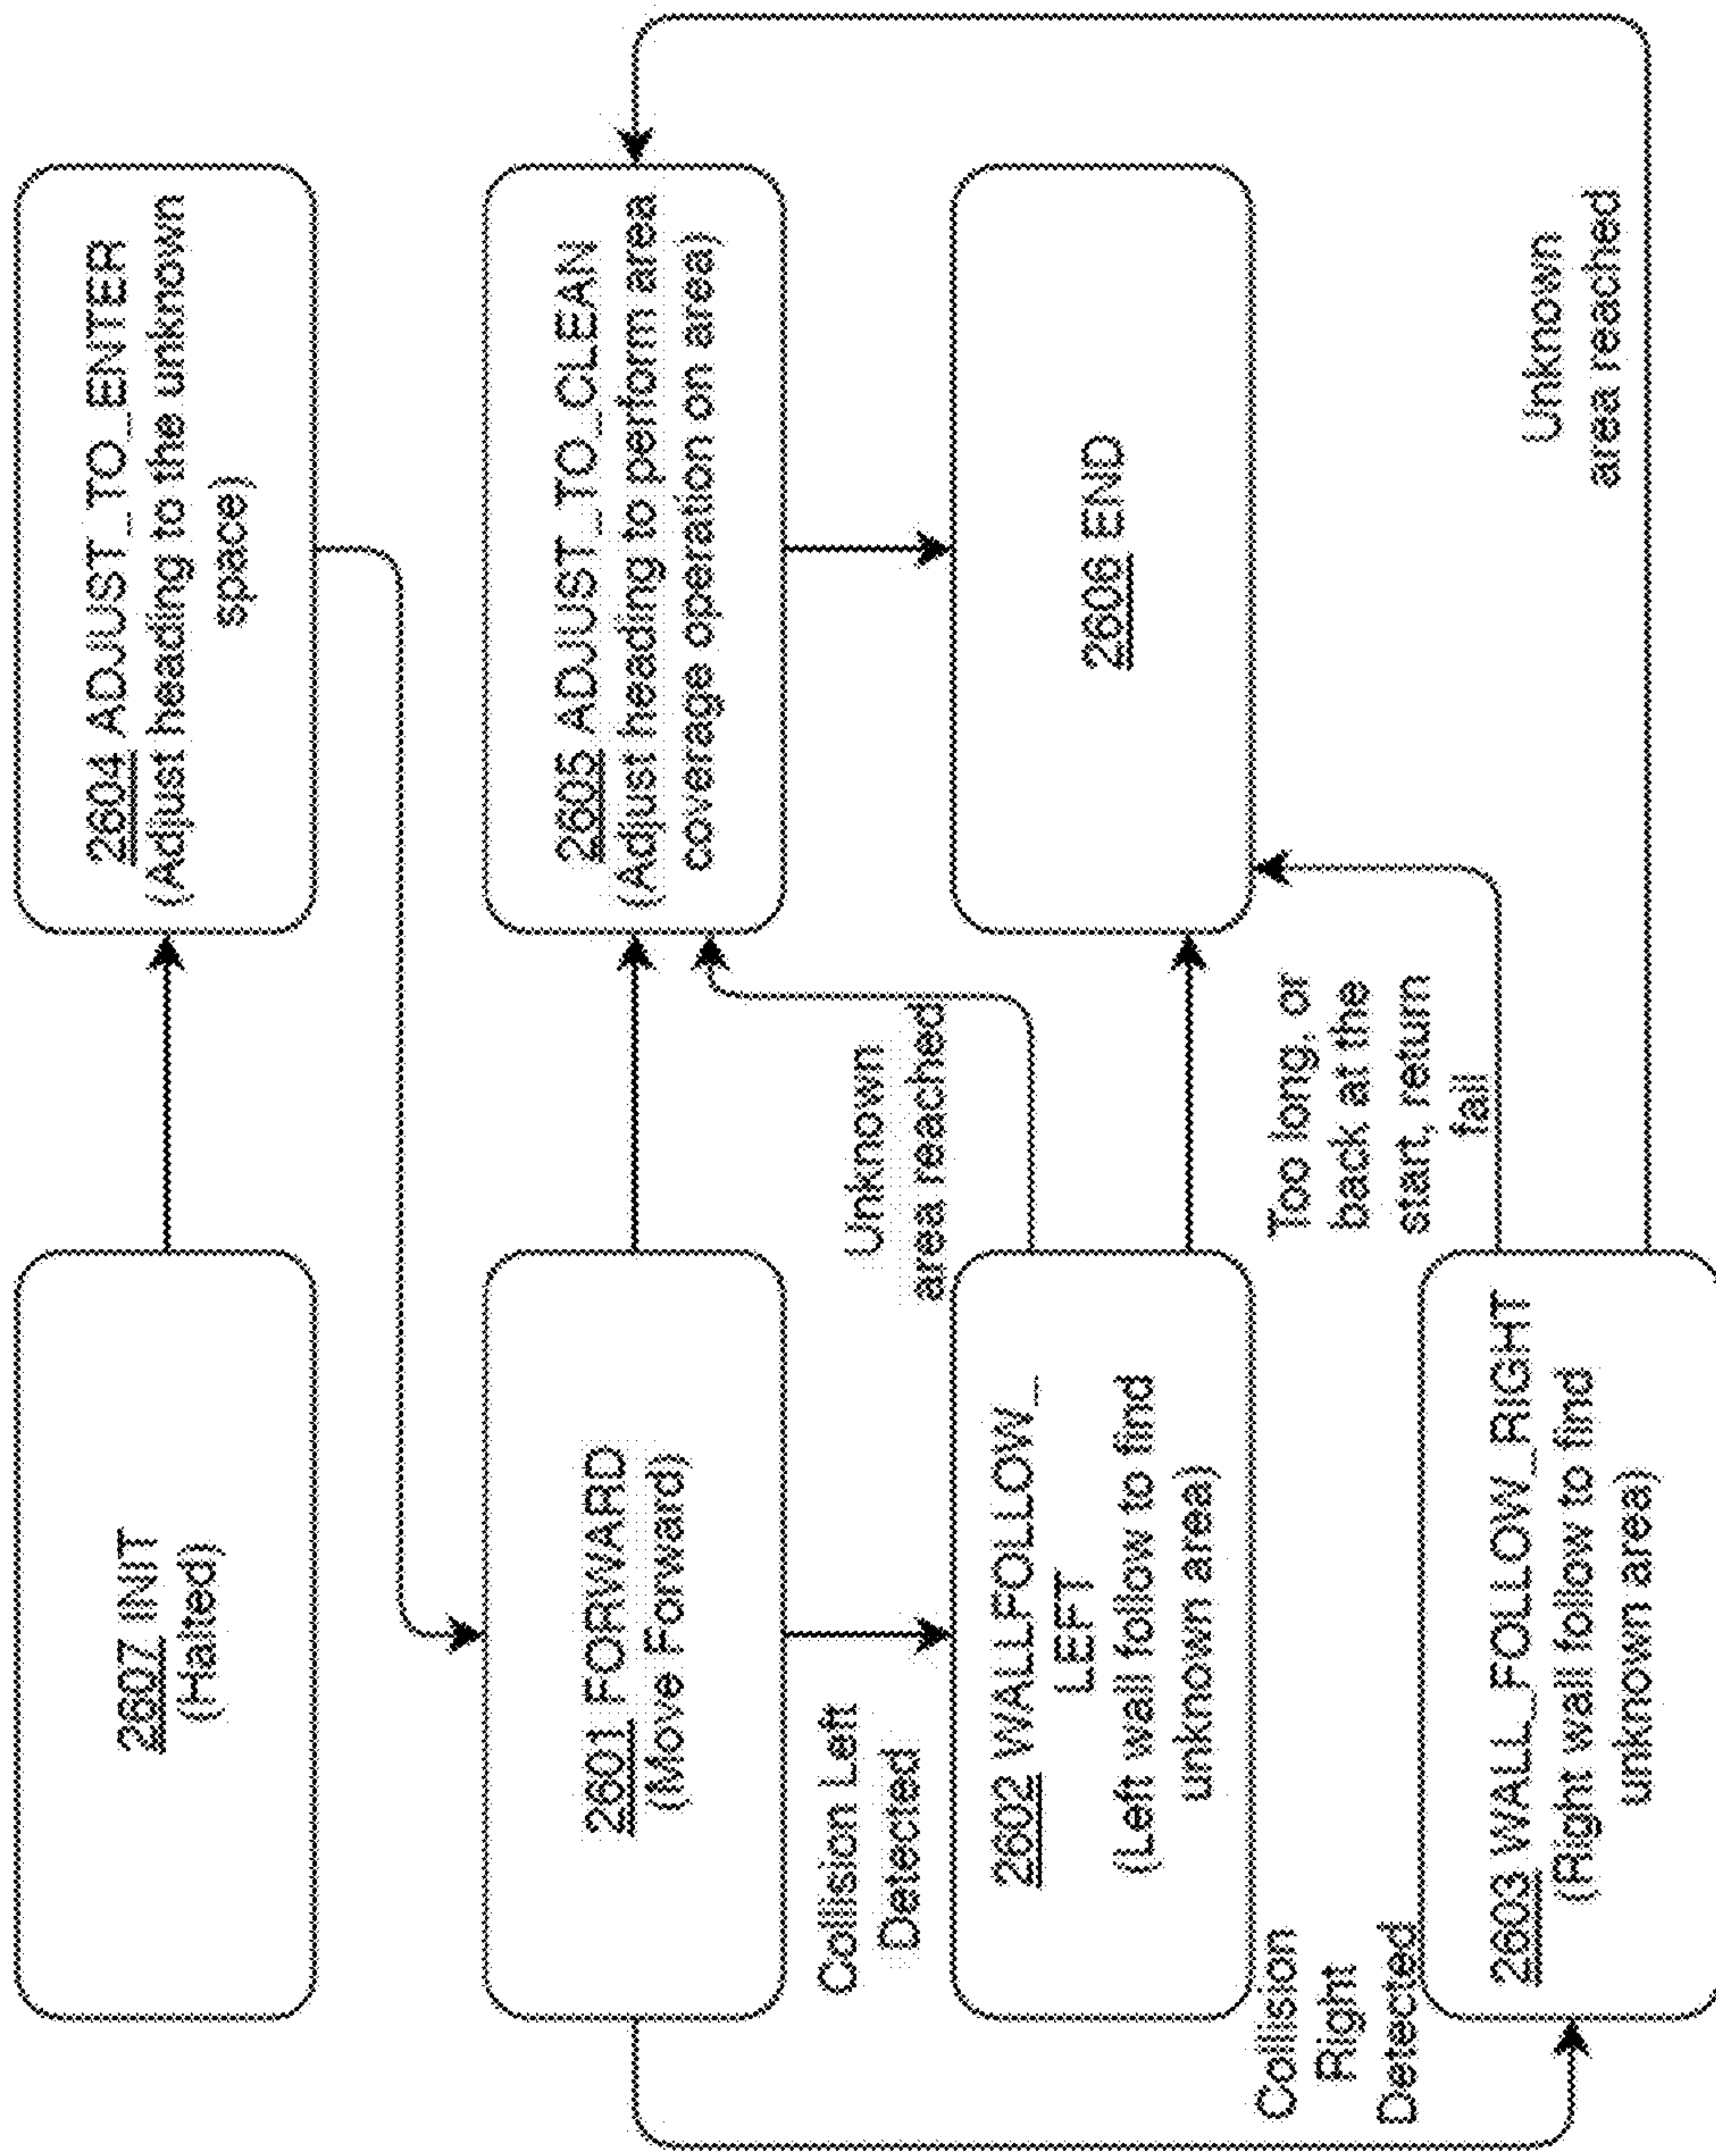 2607 INIT
(Halted)
2604 ADJUST_TO_ENTER
(Adjust heading to the unknown
space)
2601 FORWARD
(Move Forward)
2605 ADJUST_TO_CLEAN
(Adjust heading to perform area
coverage operation on area)
Collision Left
Detected
Unknown
area reached
2602 WALLFOLLOW_
LEFT
(Left wall follow to find
unknown area)
2606 END
Collision
Right
Detected
Too long, or
back at the
start, return
fail
2603 WALL_FOLLOW_RIGHT
(Right wall follow to find
unknown area)
Unknown
area reached